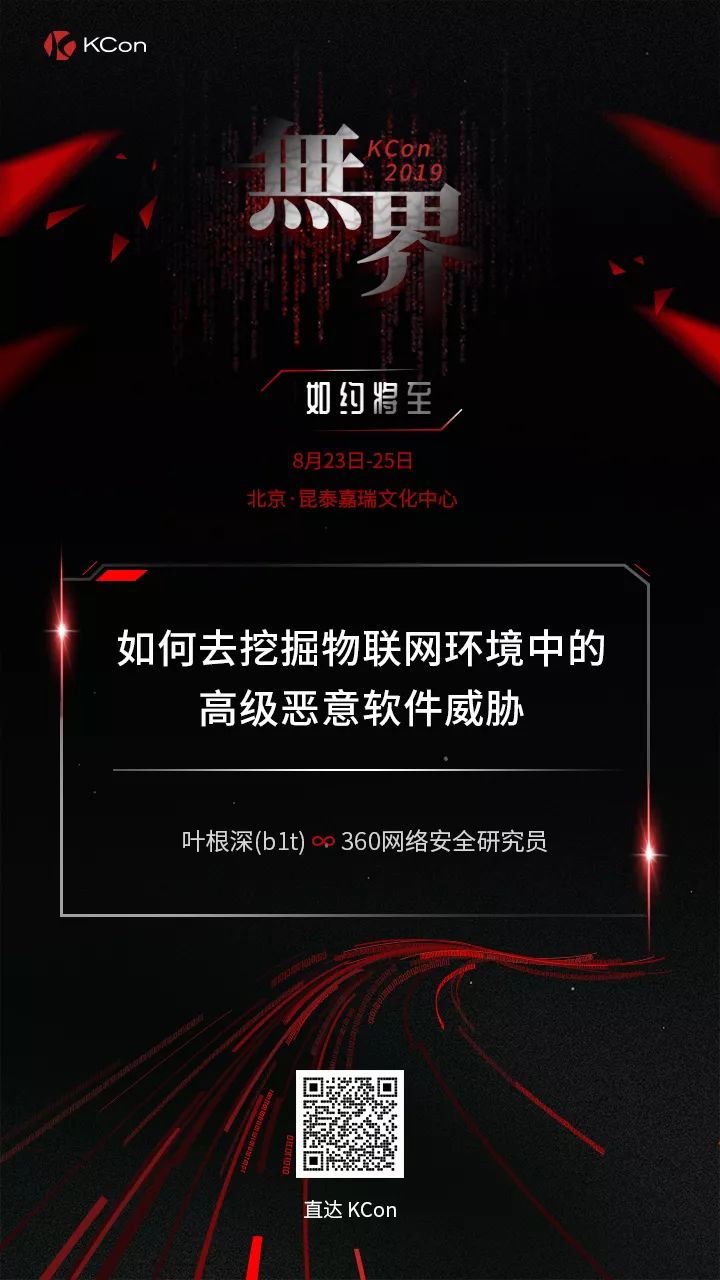 KCon
無界
KCon
2019
如约将至
8月23日-25日
北京·昆泰嘉瑞文化中心
如何去挖掘物联网环境中的
高级恶意软件威胁
叶根深(b1t) ∞ 360网络安全研究员
直达 KCon